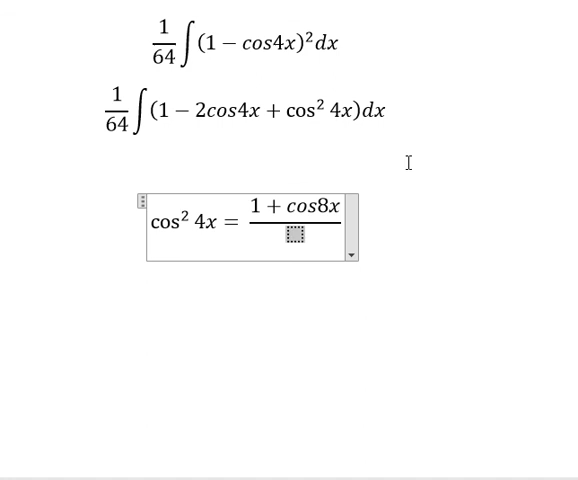 1/64 ∫(1 − cos4x)²dx
1/64 ∫(1 − 2cos4x + cos² 4x)dx
cos² 4x = (1 + cos8x)/